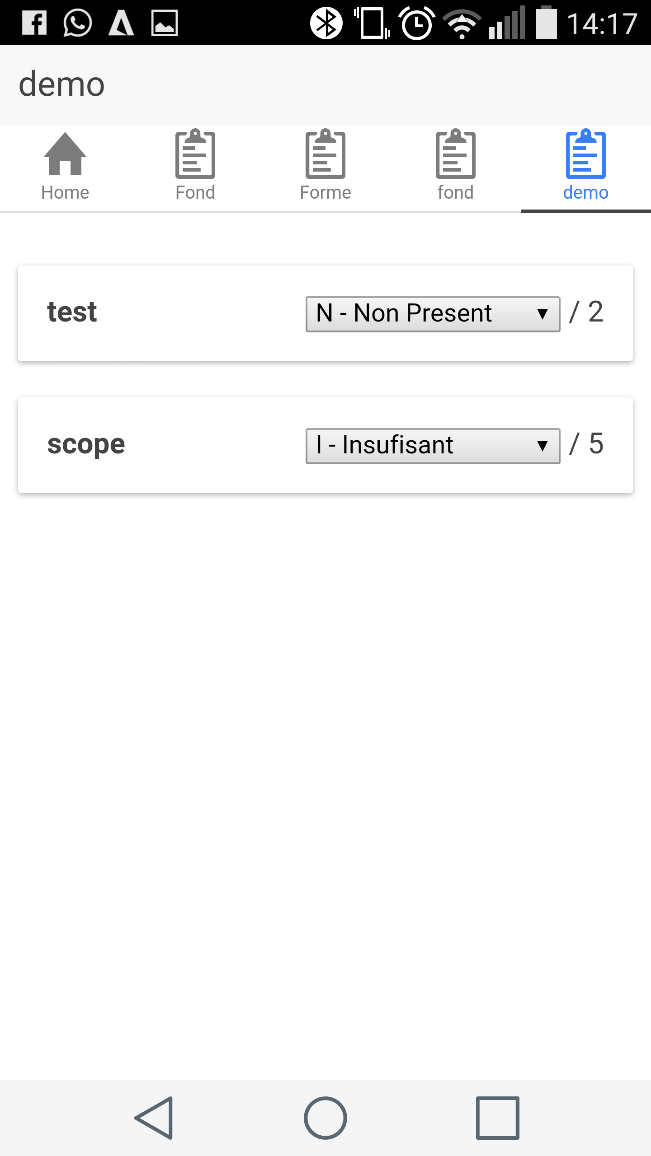 14:17
demo
Home Fond Forme fond demo
test N - Non Present / 2
scope I - Insufisant / 5